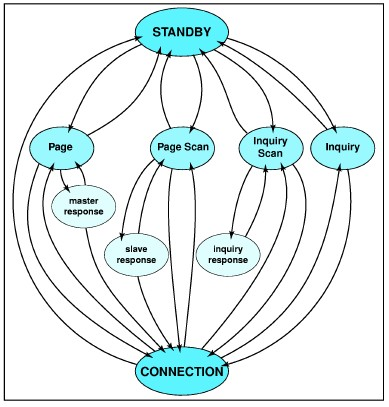 STANDBY
Page
Page Scan
Inquiry
Scan
Inquiry
master
response
slave
response
inquiry
response
CONNECTION